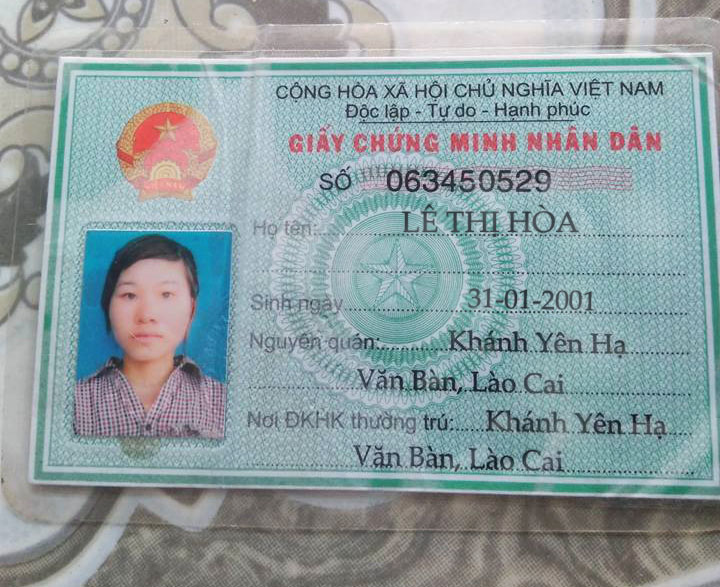 CỘNG HÒA XÃ HỘI CHỦ NGHĨA VIỆT NAM
Độc lập - Tự do - Hạnh phúc
GIẤY CHỨNG MINH NHÂN DÂN
SỐ 063450529
Họ tên: LÊ THỊ HÒA
Sinh ngày 31-01-2001
Nguyên quán: Khánh Yên Hạ
Văn Bàn, Lào Cai
Nơi ĐKHK thường trú: Khánh Yên Hạ
Văn Bàn, Lào Cai
VIỆT NAM